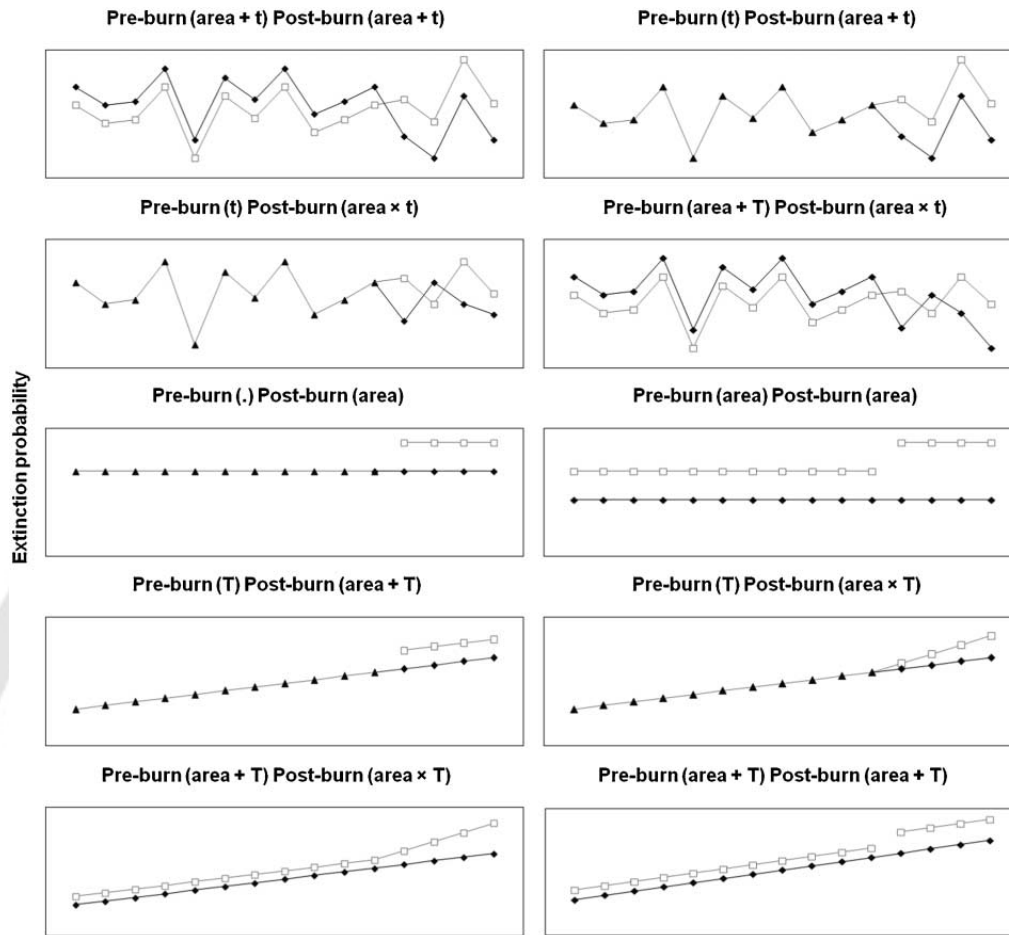 Pre-burn (area + t) Post-burn (area + t)
Pre-burn (t) Post-burn (area + t)
Pre-burn (t) Post-burn (area × t)
Pre-burn (area + T) Post-burn (area × t)
Pre-burn (.) Post-burn (area)
Pre-burn (area) Post-burn (area)
Extinction probability
Pre-burn (T) Post-burn (area + T)
Pre-burn (T) Post-burn (area × T)
Pre-burn (area + T) Post-burn (area × T)
Pre-burn (area + T) Post-burn (area + T)